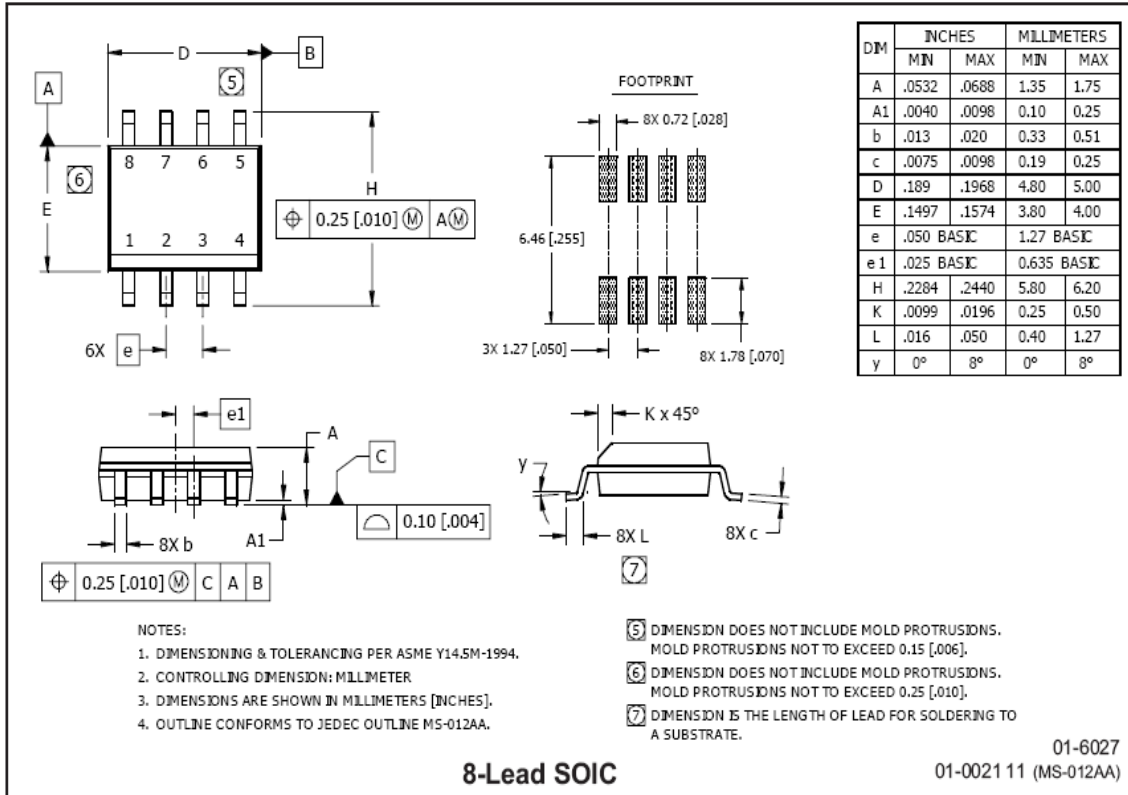 D
B
5
A
8 7 6 5
6
E
H
⌖ 0.25 [.010] Ⓜ A Ⓜ
1 2 3 4
6X e
FOOTPRINT
8X 0.72 [.028]
6.46 [.255]
3X 1.27 [.050]
8X 1.78 [.070]
DIM INCHES MILLIMETERS
MIN MAX MIN MAX
A .0532 .0688 1.35 1.75
A1 .0040 .0098 0.10 0.25
b .013 .020 0.33 0.51
c .0075 .0098 0.19 0.25
D .189 .1968 4.80 5.00
E .1497 .1574 3.80 4.00
e .050 BASIC 1.27 BASIC
e 1 .025 BASIC 0.635 BASIC
H .2284 .2440 5.80 6.20
K .0099 .0196 0.25 0.50
L .016 .050 0.40 1.27
y 0° 8° 0° 8°
e1
A
C
⌓ 0.10 [.004]
8X b
A1
⌖ 0.25 [.010] Ⓜ C A B
K x 45º
y
8X L
8X c
7
NOTES:
1. DIMENSIONING & TOLERANCING PER ASME Y14.5M-1994.
2. CONTROLLING DIMENSION: MILLIMETER
3. DIMENSIONS ARE SHOWN IN MILLIMETERS [INCHES].
4. OUTLINE CONFORMS TO JEDEC OUTLINE MS-012AA.
5 DIMENSION DOES NOT INCLUDE MOLD PROTRUSIONS.
MOLD PROTRUSIONS NOT TO EXCEED 0.15 [.006].
6 DIMENSION DOES NOT INCLUDE MOLD PROTRUSIONS.
MOLD PROTRUSIONS NOT TO EXCEED 0.25 [.010].
7 DIMENSION IS THE LENGTH OF LEAD FOR SOLDERING TO
A SUBSTRATE.
8-Lead SOIC
01-6027
01-0021 11 (MS-012AA)